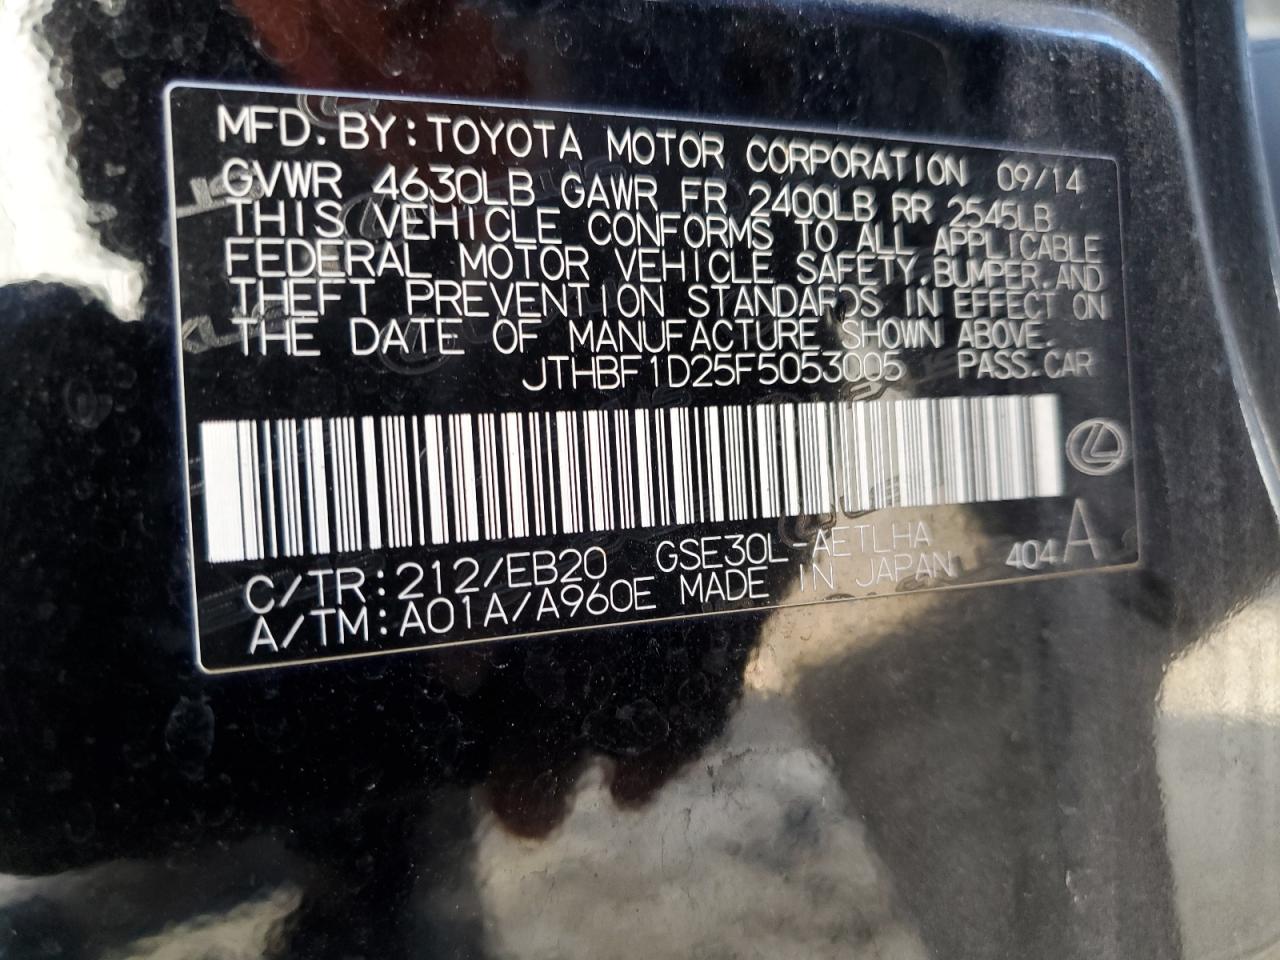 MFD. BY: TOYOTA MOTOR CORPORATION 09/14
GVWR 4630LB GAWR FR 2400LB RR 2545LB
THIS VEHICLE CONFORMS TO ALL APPLICABLE
FEDERAL MOTOR VEHICLE SAFETY, BUMPER, AND
THEFT PREVENTION STANDARDS IN EFFECT ON
THE DATE OF MANUFACTURE SHOWN ABOVE.
JTHBF1D25F5053005 PASS. CAR
C/TR: 212/EB20 GSE30L-AETLHA
A/TM: A01A/A960E MADE IN JAPAN 404 A